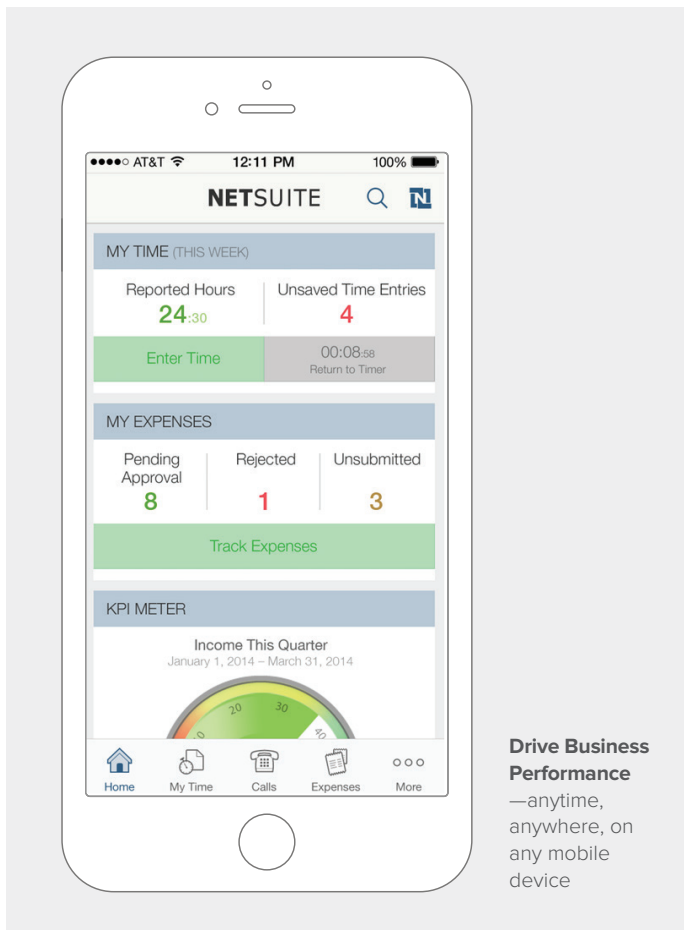 AT&T 12:11 PM 100%
NETSUITE N
MY TIME (THIS WEEK)
Reported Hours Unsaved Time Entries
24:30 4
Enter Time 00:08:58
Return to Timer
MY EXPENSES
Pending Approval Rejected Unsubmitted
8 1 3
Track Expenses
KPI METER
Income This Quarter
January 1, 2014 – March 31, 2014
10 20 30 40
Home My Time Calls Expenses More
Drive Business
Performance
—anytime,
anywhere, on
any mobile
device